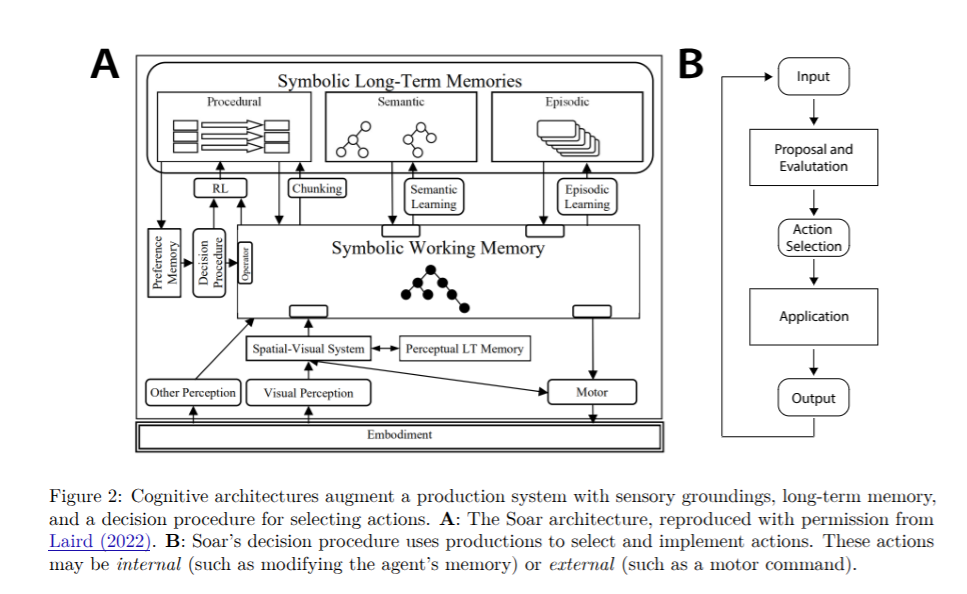 A
Symbolic Long-Term Memories
Procedural
Semantic
Episodic
RL
Chunking
Semantic
Learning
Episodic
Learning
Preference
Memory
Decision
Procedure
Operator
Symbolic Working Memory
Spatial-Visual System
Perceptual LT Memory
Other Perception
Visual Perception
Motor
Embodiment
B
Input
Proposal and
Evalutation
Action
Selection
Application
Output
Figure 2: Cognitive architectures augment a production system with sensory groundings, long-term memory,
and a decision procedure for selecting actions. A: The Soar architecture, reproduced with permission from
Laird (2022). B: Soar's decision procedure uses productions to select and implement actions. These actions
may be internal (such as modifying the agent's memory) or external (such as a motor command).